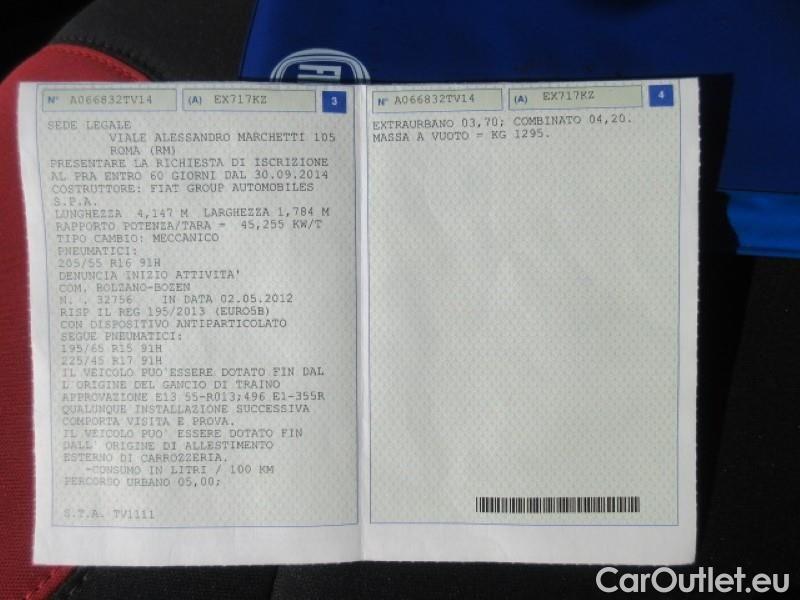 FIAT
N° A066832TV14 (A) EX717KZ 3
SEDE LEGALE
VIALE ALESSANDRO MARCHETTI 105
ROMA (RM)
PRESENTARE LA RICHIESTA DI ISCRIZIONE
AL PRA ENTRO 60 GIORNI DAL 30.09.2014
COSTRUTTORE: FIAT GROUP AUTOMOBILES
S.P.A.
LUNGHEZZA 4,147 M LARGHEZZA 1,784 M
RAPPORTO POTENZA/TARA = 45,255 KW/T
TIPO CAMBIO: MECCANICO
PNEUMATICI:
205/55 R16 91H
DENUNCIA INIZIO ATTIVITA'
COM. BOLZANO-BOZEN
N. . 32756 IN DATA 02.05.2012
RISP IL REG 195/2013 (EURO5B)
CON DISPOSITIVO ANTIPARTICOLATO
SEGUE PNEUMATICI:
195/65 R15 91H
225/45 R17 91H
IL VEICOLO PUO'ESSERE DOTATO FIN DAL
L'ORIGINE DEL GANCIO DI TRAINO
APPROVAZIONE E13 55-R013;496 E1-355R
QUALUNQUE INSTALLAZIONE SUCCESSIVA
COMPORTA VISITA E PROVA.
IL VEICOLO PUO' ESSERE DOTATO FIN
DALL' ORIGINE DI ALLESTIMENTO
ESTERNO DI CARROZZERIA.
-CONSUMO IN LITRI / 100 KM
PERCORSO URBANO 05,00;
S.T.A. TV1111
N° A066832TV14 (A) EX717KZ 4
EXTRAURBANO 03,70; COMBINATO 04,20.
MASSA A VUOTO = KG 1295.
CarOutlet.eu